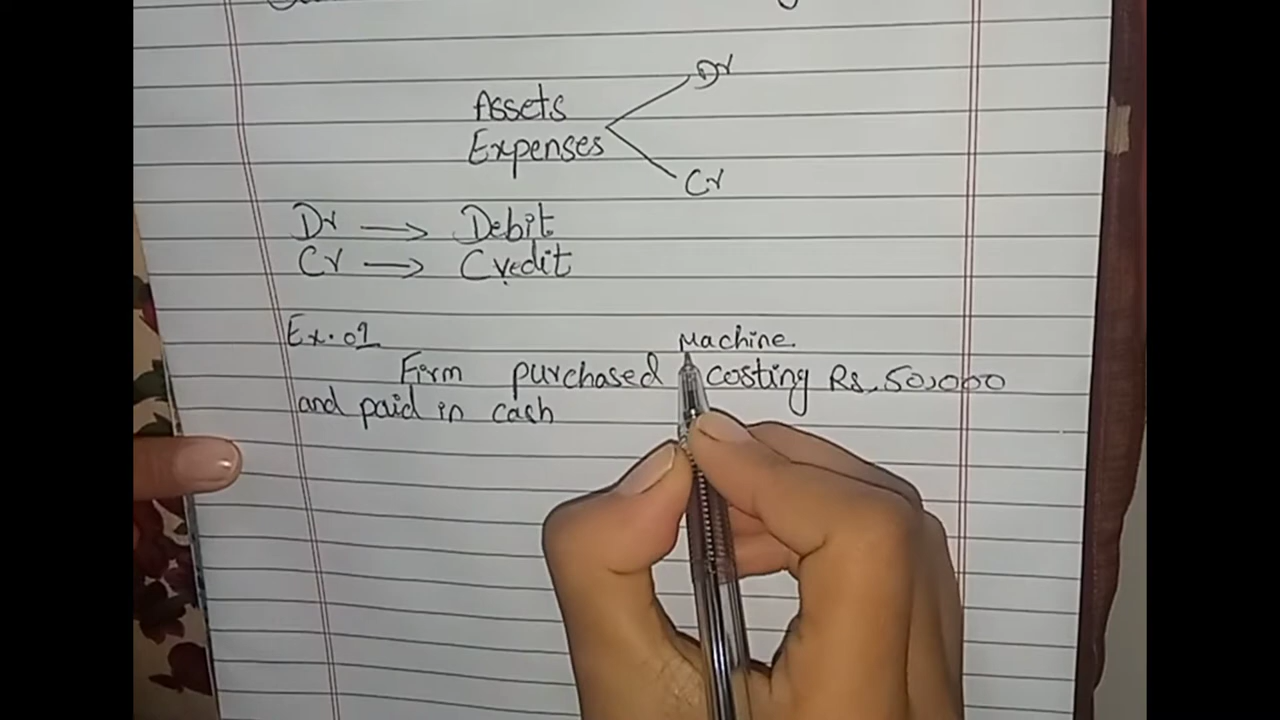 Assets
Expenses
Dr
Cr
Dr → Debit
Cr → Credit
Ex. 01
Machine.
Firm purchased costing Rs. 50,000
and paid in cash